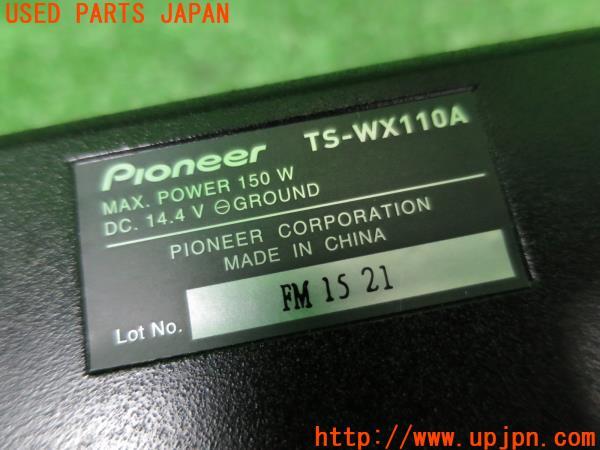 USED PARTS JAPAN
Pioneer TS-WX110A
MAX. POWER 150 W
DC. 14.4 V ⊖GROUND
PIONEER CORPORATION
MADE IN CHINA
Lot No. FM 15 21
http://www.upjpn.com